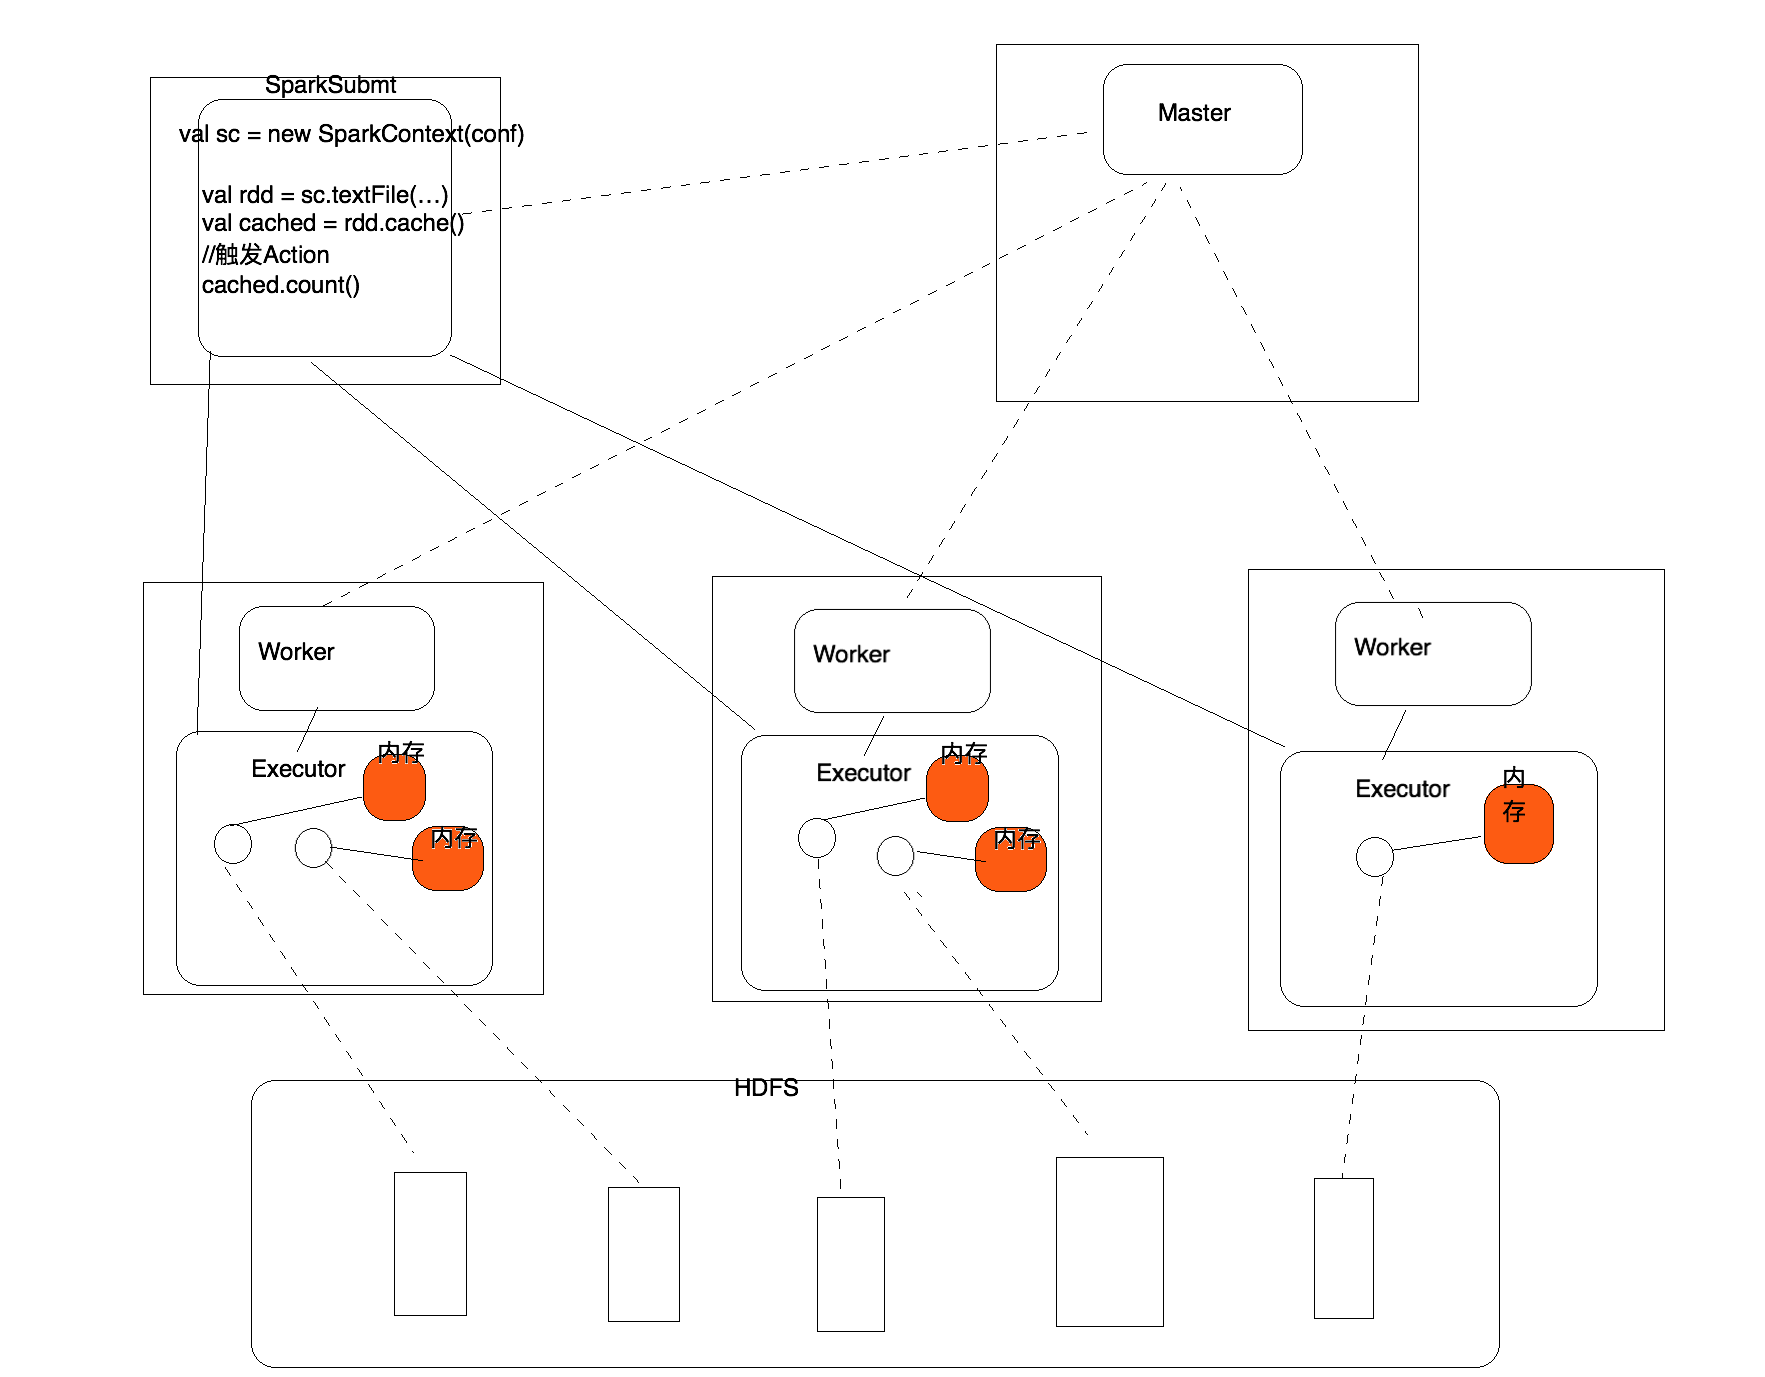 SparkSubmt
val sc = new SparkContext(conf)
val rdd = sc.textFile(…)
val cached = rdd.cache()
//触发Action
cached.count()
Master
Worker
Executor
内存
内存
Worker
Executor
内存
内存
Worker
Executor
内
存
HDFS